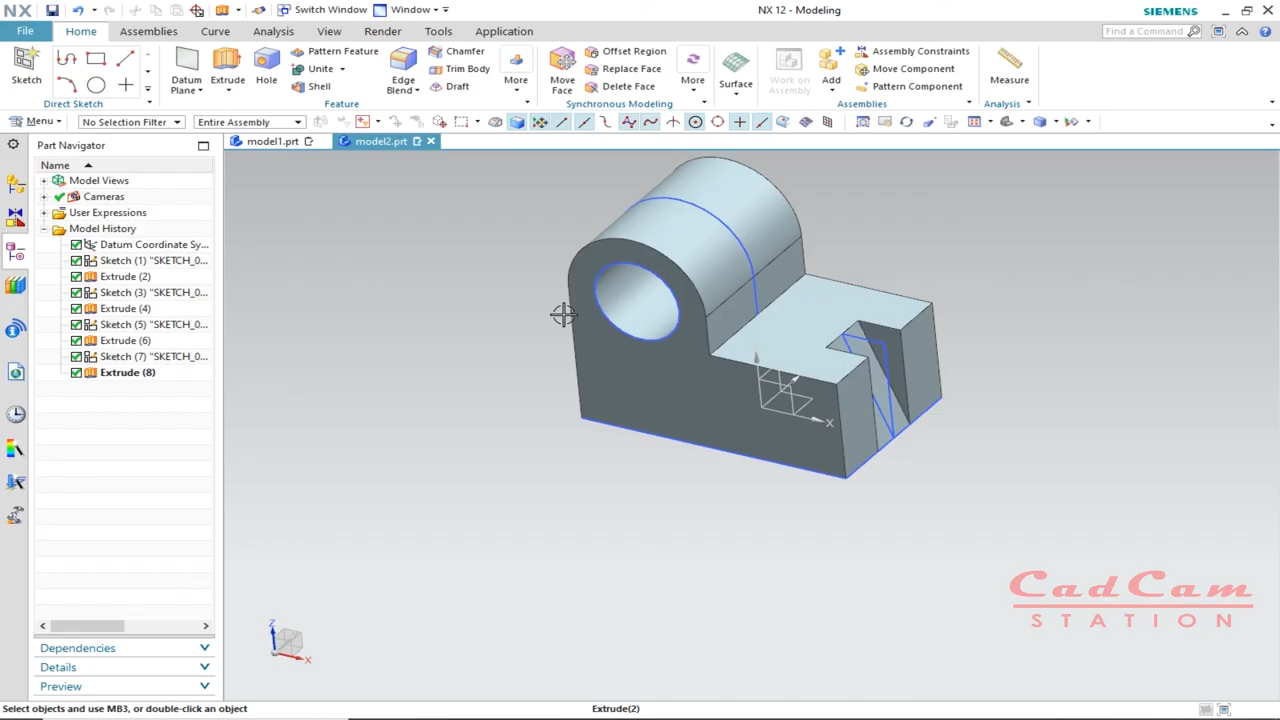 NX
Switch Window
Window
NX 12 - Modeling
SIEMENS
File
Home
Assemblies
Curve
Analysis
View
Render
Tools
Application
Find a Command
Sketch
Direct Sketch
Datum
Plane
Extrude
Hole
Pattern Feature
Unite
Shell
Edge
Blend
Chamfer
Trim Body
Draft
More
Feature
Move
Face
Offset Region
Replace Face
Delete Face
More
Synchronous Modeling
Surface
Work on
Assembly
Add
Assembly Constraints
Move Component
Pattern Component
Assemblies
Measure
Analysis
Menu
No Selection Filter
Entire Assembly
Part Navigator
model1.prt
model2.prt
Name
Model Views
Cameras
User Expressions
Model History
Datum Coordinate Sy...
Sketch (1) "SKETCH_0...
Extrude (2)
Sketch (3) "SKETCH_0...
Extrude (4)
Sketch (5) "SKETCH_0...
Extrude (6)
Sketch (7) "SKETCH_0...
Extrude (8)
X
Z
X
CadCam
STATION
Dependencies
Details
Preview
Select objects and use MB3, or double-click an object
Extrude(2)